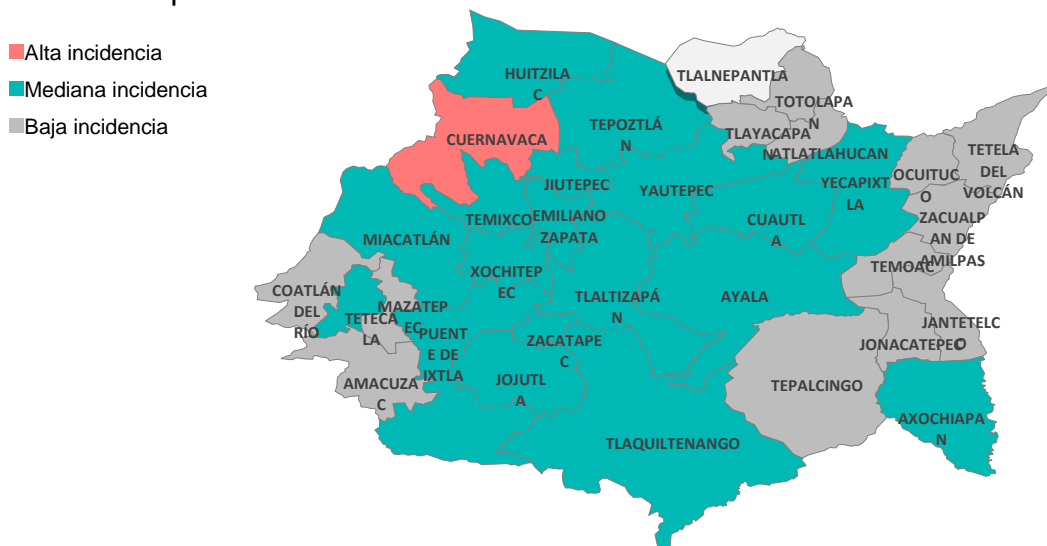 Alta incidencia
Mediana incidencia
Baja incidencia
HUITZILA
C
TLALNEPANTLA
TOTOLAPA
N
CUERNAVACA
TEPOZTLÁ
N
TLAYACAPA
N
ATLATLAHUCAN
TETELA
DEL
VOLCÁN
OCUITUC
O
JIUTEPEC
YAUTEPEC
YECAPIXT
LA
TEMIXCO
EMILIANO
ZAPATA
CUAUTL
A
ZACUALP
AN DE
AMILPAS
MIACATLÁN
XOCHITEP
EC
TEMOAC
COATLÁN
DEL
RÍO
MAZATEP
EC
TETECA
LA
TLALTIZAPÁ
N
AYALA
PUENT
E DE
IXTLA
ZACATAPE
C
JANTETELC
O
JONACATEPEC
AMACUZA
C
JOJUTL
A
TEPALCINGO
AXOCHIAPA
N
TLAQUILTENANGO